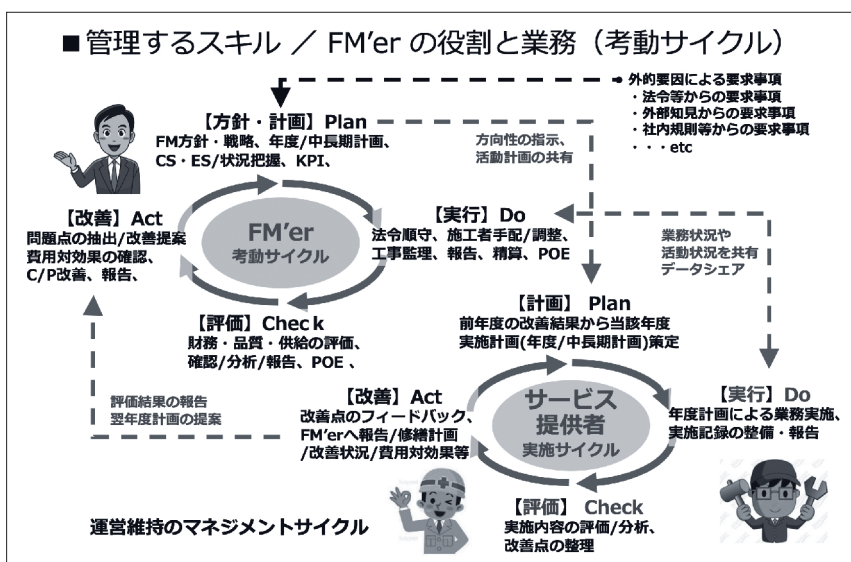 ■管理するスキル ／ FM’er の役割と業務（考動サイクル）
・外的要因による要求事項
・法令等からの要求事項
・外部知見からの要求事項
・社内規則等からの要求事項
・・・etc
【方針・計画】Plan
FM方針・戦略、年度/中長期計画、
CS・ES/状況把握、KPI、
方向性の指示、
活動計画の共有
【改善】Act
問題点の抽出/改善提案
費用対効果の確認、
C/P改善、報告、
FM’er
考動サイクル
【実行】Do
法令順守、施工者手配/調整、
工事監理、報告、精算、POE
業務状況や
活動状況を共有
データシェア
【評価】Check
財務・品質・供給の評価、
確認/分析/報告、POE 、
【計画】 Plan
前年度の改善結果から当該年度
実施計画(年度/中長期計画)策定
評価結果の報告
翌年度計画の提案
【改善】Act
改善点のフィードバック、
FM’erへ報告/修繕計画
/改善状況/費用対効果等
サービス
提供者
実施サイクル
【実行】Do
年度計画による業務実施、
実施記録の整備・報告
【評価】 Check
実施内容の評価/分析、
改善点の整理
運営維持のマネジメントサイクル